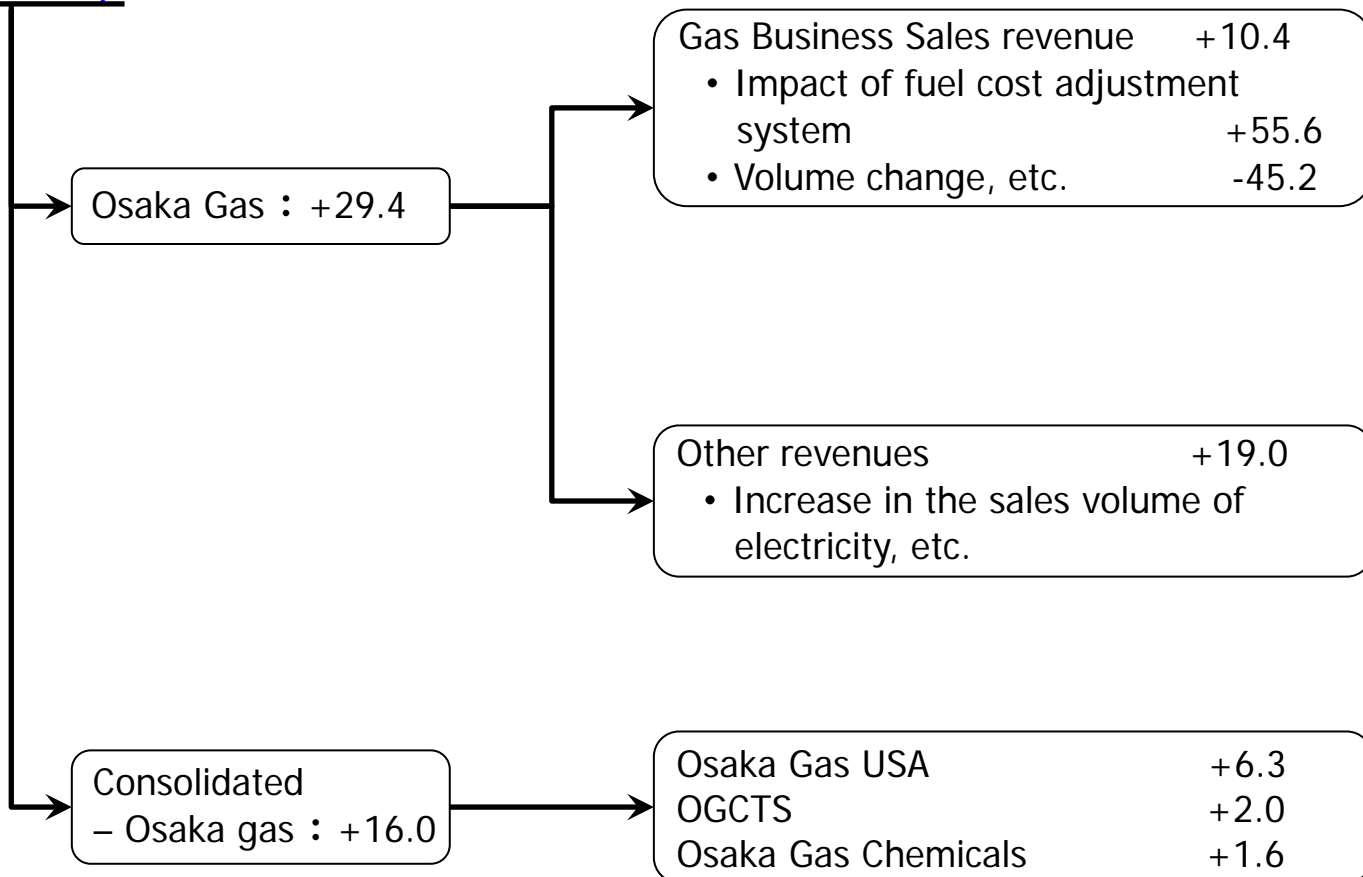 Osaka Gas : +29.4
Gas Business Sales revenue +10.4
• Impact of fuel cost adjustment
system +55.6
• Volume change, etc. -45.2
Other revenues +19.0
• Increase in the sales volume of
electricity, etc.
Consolidated
– Osaka gas : +16.0
Osaka Gas USA +6.3
OGCTS +2.0
Osaka Gas Chemicals +1.6